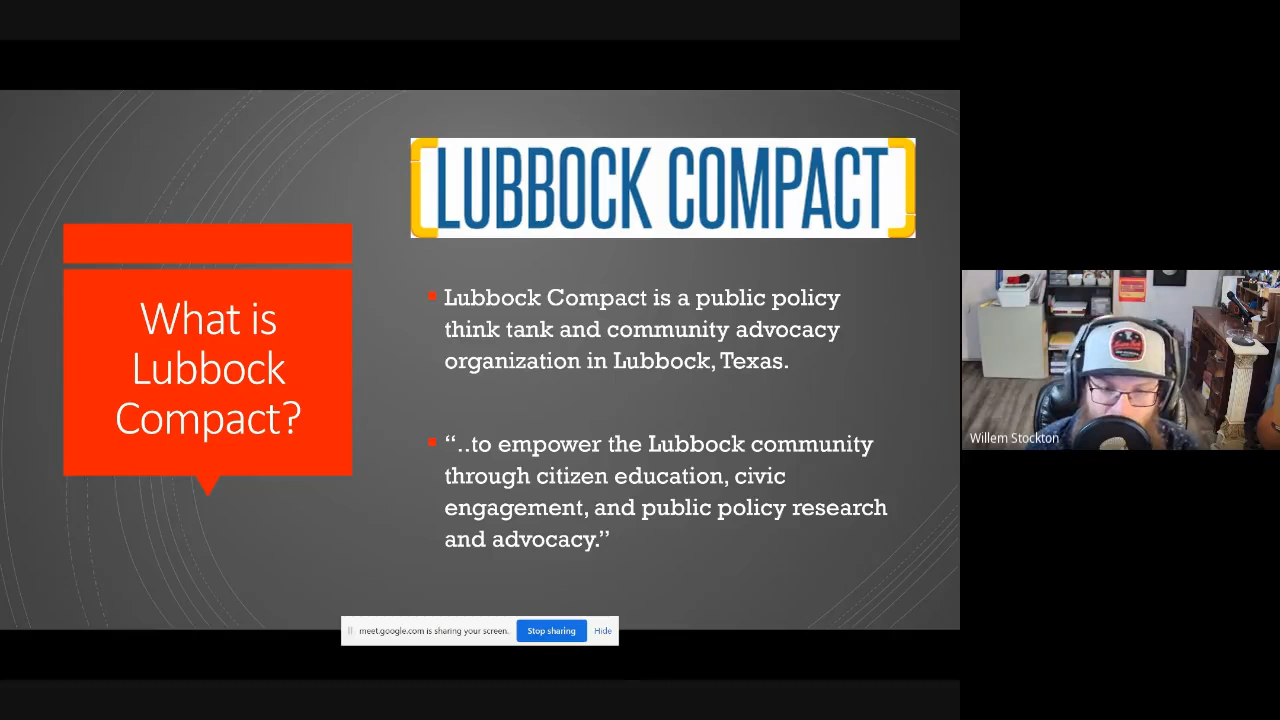 LUBBOCK COMPACT
What is
Lubbock
Compact?
Lubbock Compact is a public policy
think tank and community advocacy
organization in Lubbock, Texas.
“..to empower the Lubbock community
through citizen education, civic
engagement, and public policy research
and advocacy.”
Willem Stockton
meet.google.com is sharing your screen.
Stop sharing
Hide